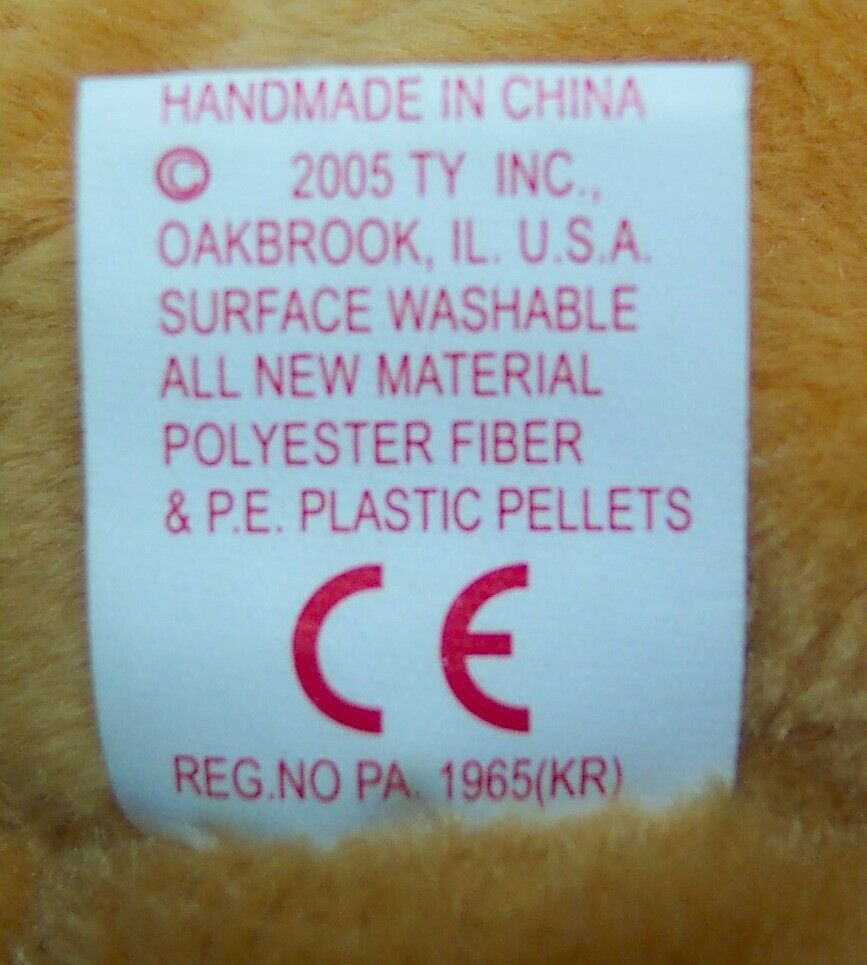 HANDMADE IN CHINA
© 2005 TY INC.,
OAKBROOK, IL. U.S.A.
SURFACE WASHABLE
ALL NEW MATERIAL
POLYESTER FIBER
& P.E. PLASTIC PELLETS
CE
REG.NO PA. 1965(KR)